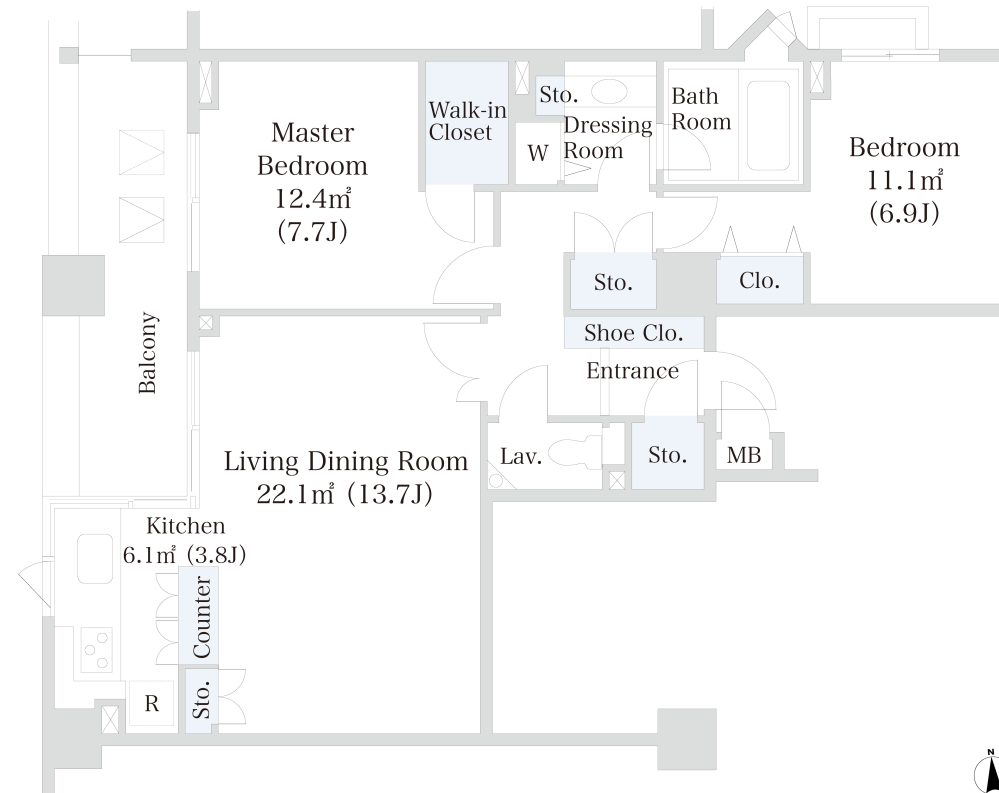 Master
Bedroom
12.4㎡
(7.7J)
Walk-in
Closet
Sto.
W
Dressing
Room
Bath
Room
Bedroom
11.1㎡
(6.9J)
Sto.
Clo.
Shoe Clo.
Entrance
Balcony
Living Dining Room
22.1㎡ (13.7J)
Lav.
Sto.
MB
Kitchen
6.1㎡ (3.8J)
Counter
Sto.
R
N